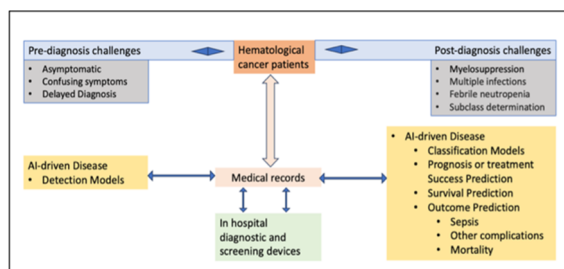 Pre-diagnosis challenges
Hematological
cancer patients
Post-diagnosis challenges
• Asymptomatic
• Confusing symptoms
• Delayed Diagnosis
• Myelosuppression
• Multiple infections
• Febrile neutropenia
• Subclass determination
AI-driven Disease
• Detection Models
Medical records
• AI-driven Disease
• Classification Models
• Prognosis or treatment
Success Prediction
• Survival Prediction
• Outcome Prediction
• Sepsis
• Other complications
• Mortality
In hospital
diagnostic and
screening devices